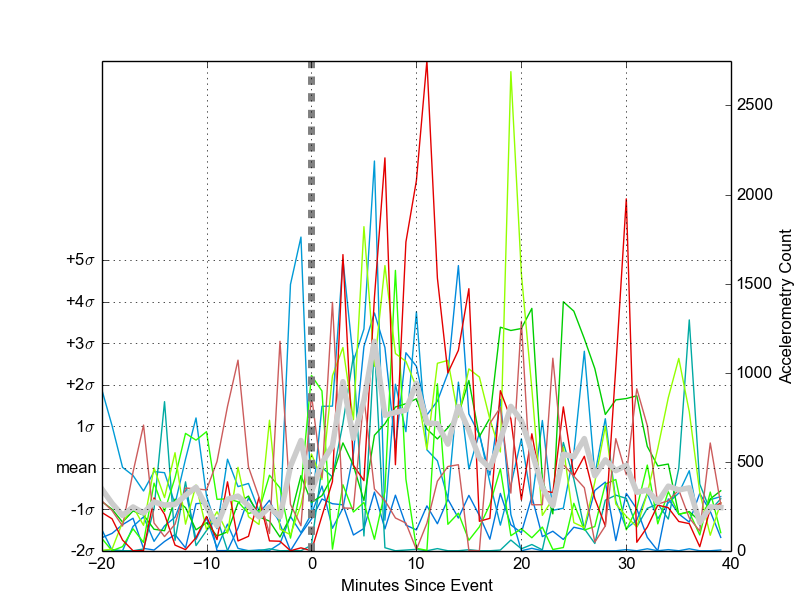 2500
2000
1500
1000
500
0
Accelerometry Count
+5σ
+4σ
+3σ
+2σ
1σ
mean
-1σ
-2σ
−20
−10
0
10
20
30
40
Minutes Since Event